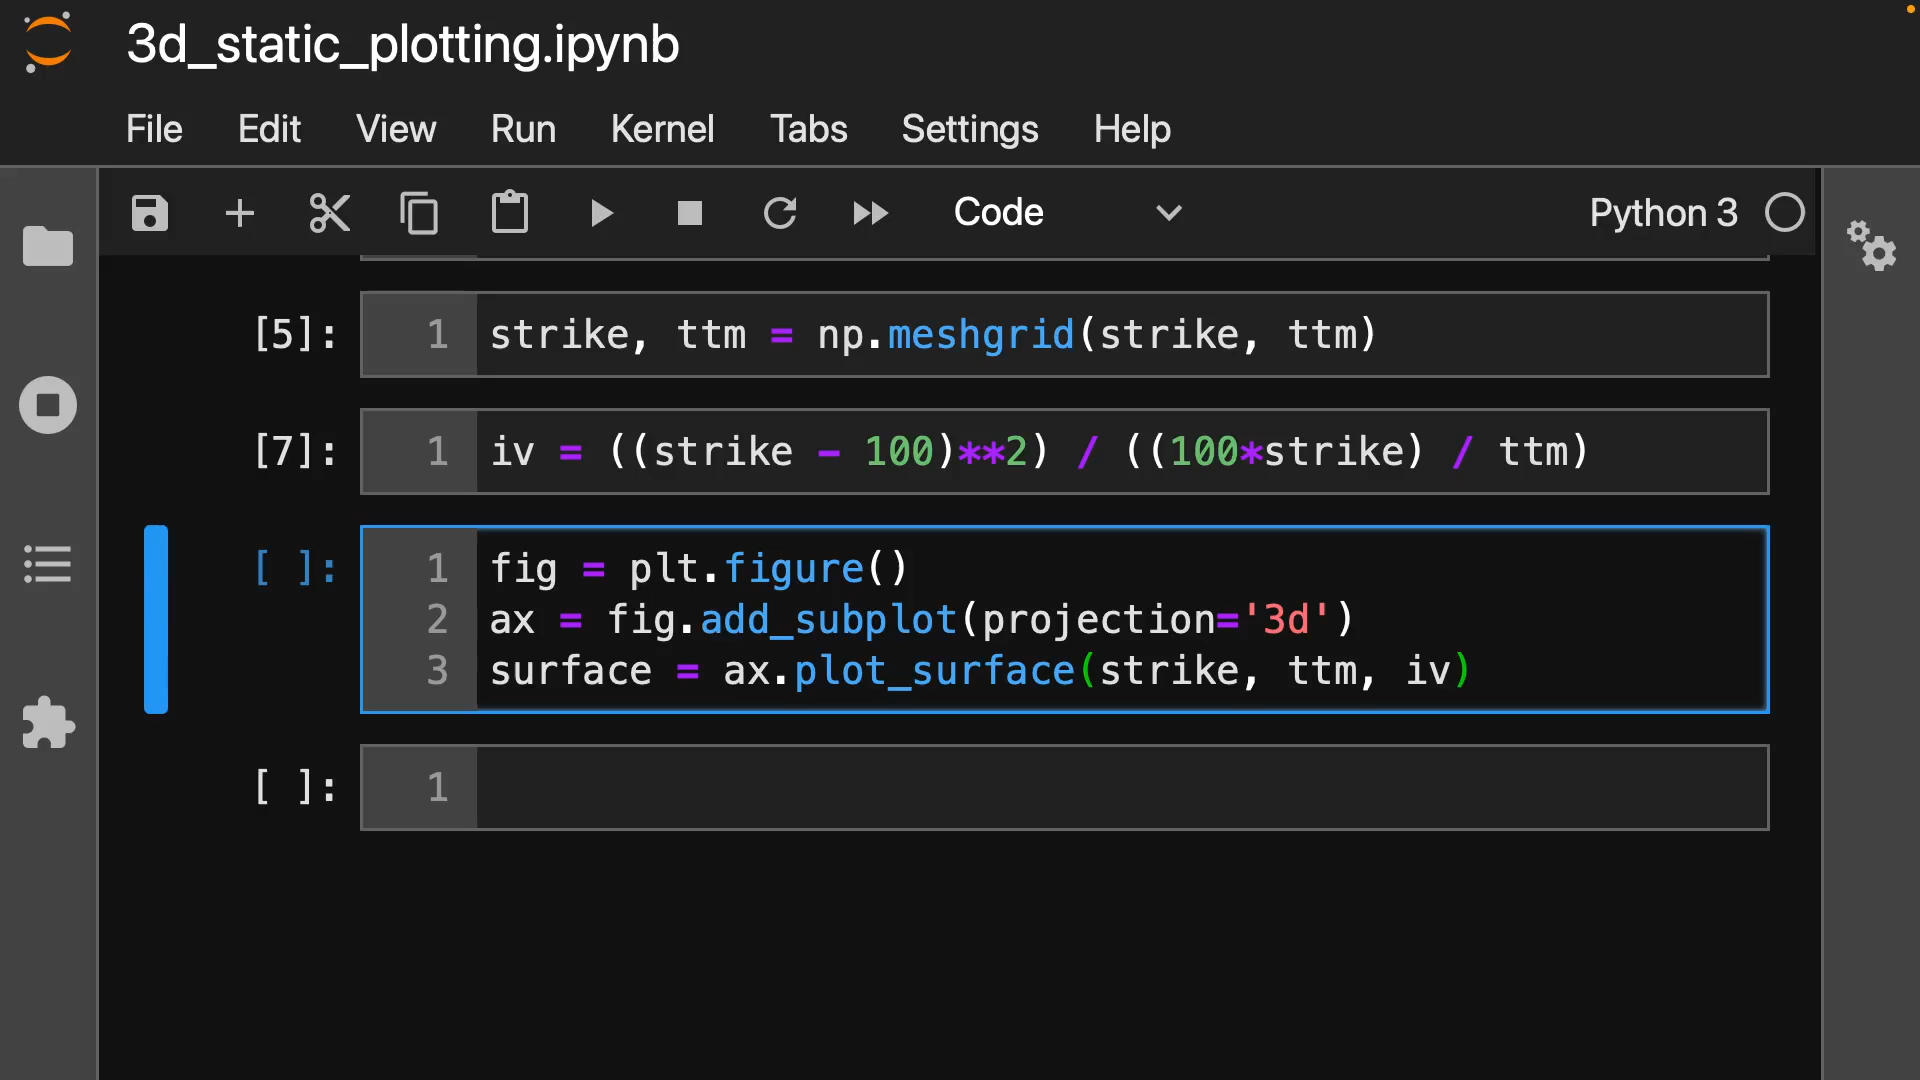 3d_static_plotting.ipynb
File Edit View Run Kernel Tabs Settings Help
Code Python 3
[5]: 1 strike, ttm = np.meshgrid(strike, ttm)
[7]: 1 iv = ((strike - 100)**2) / ((100*strike) / ttm)
[ ]: 1 fig = plt.figure()
2 ax = fig.add_subplot(projection='3d')
3 surface = ax.plot_surface(strike, ttm, iv)
[ ]: 1